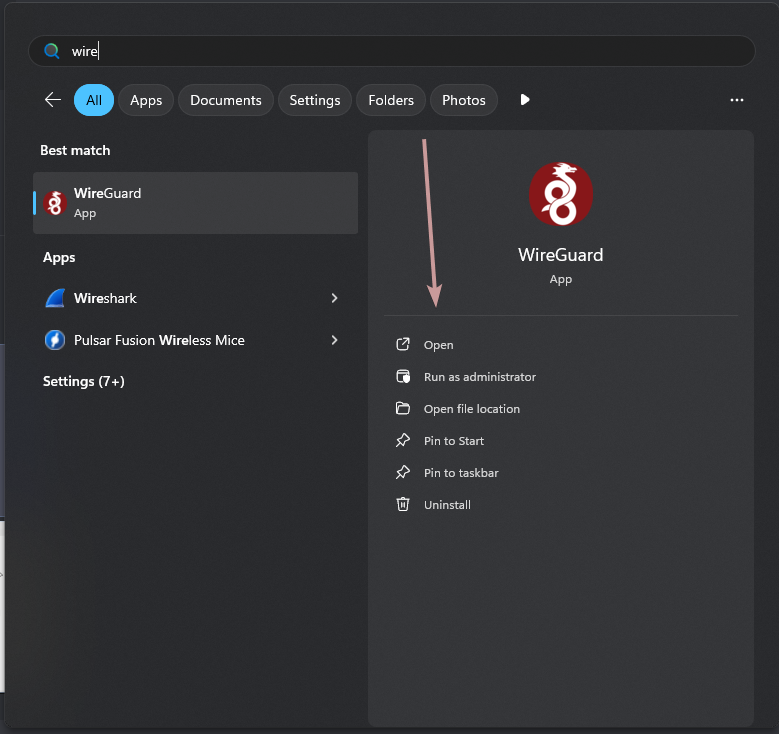 wire
All
Apps
Documents
Settings
Folders
Photos
Best match
WireGuard
App
Apps
Wireshark
Pulsar Fusion Wireless Mice
Settings (7+)
WireGuard
App
Open
Run as administrator
Open file location
Pin to Start
Pin to taskbar
Uninstall